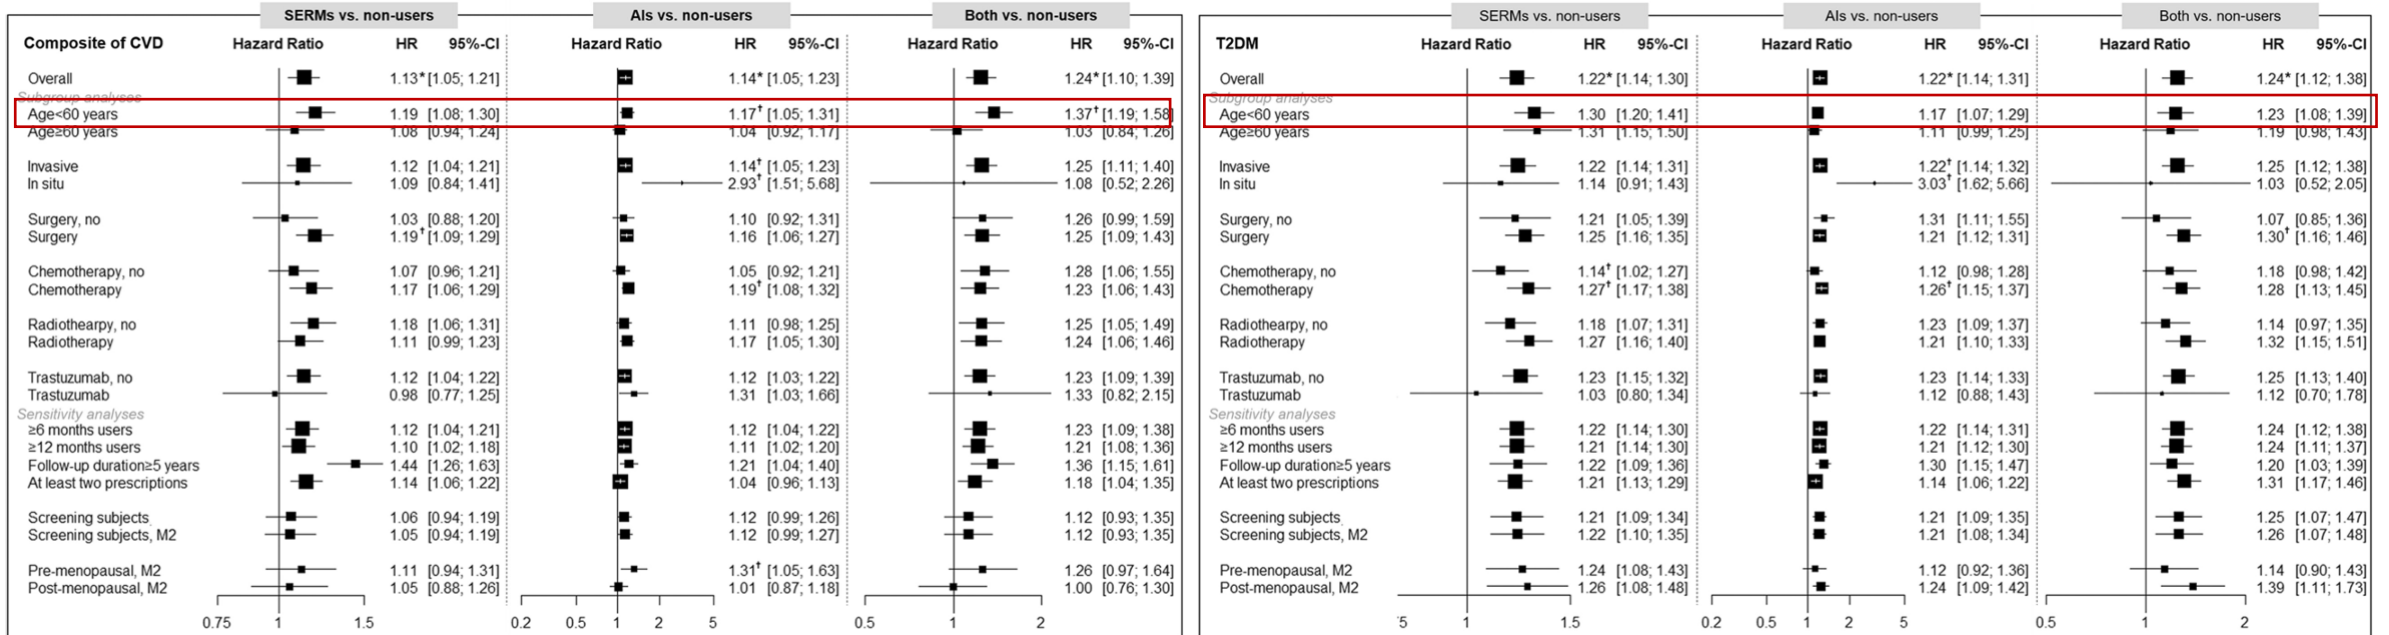 SERMs vs. non-users AIs vs. non-users Both vs. non-users
Composite of CVD Hazard Ratio HR 95%-CI Hazard Ratio HR 95%-CI Hazard Ratio HR 95%-CI
Overall 1.13* [1.05; 1.21] 1.14* [1.05; 1.23] 1.24* [1.10; 1.39]
Subgroup analyses
Age<60 years 1.19 [1.08; 1.30] 1.17† [1.05; 1.31] 1.37† [1.19; 1.58]
Age≥60 years 1.08 [0.94; 1.24] 1.04 [0.92; 1.17] 1.03 [0.84; 1.26]
Invasive 1.12 [1.04; 1.21] 1.14† [1.05; 1.23] 1.25 [1.11; 1.40]
In situ 1.09 [0.84; 1.41] 2.93† [1.51; 5.68] 1.08 [0.52; 2.26]
Surgery, no 1.03 [0.88; 1.20] 1.10 [0.92; 1.31] 1.26 [0.99; 1.59]
Surgery 1.19† [1.09; 1.29] 1.16 [1.06; 1.27] 1.25 [1.09; 1.43]
Chemotherapy, no 1.07 [0.96; 1.21] 1.05 [0.92; 1.21] 1.28 [1.06; 1.55]
Chemotherapy 1.17 [1.06; 1.29] 1.19† [1.08; 1.32] 1.23 [1.06; 1.43]
Radiothearpy, no 1.18 [1.06; 1.31] 1.11 [0.98; 1.25] 1.25 [1.05; 1.49]
Radiotherapy 1.11 [0.99; 1.23] 1.17 [1.05; 1.30] 1.24 [1.06; 1.46]
Trastuzumab, no 1.12 [1.04; 1.22] 1.12 [1.03; 1.22] 1.23 [1.09; 1.39]
Trastuzumab 0.98 [0.77; 1.25] 1.31 [1.03; 1.66] 1.33 [0.82; 2.15]
Sensitivity analyses
≥6 months users 1.12 [1.04; 1.21] 1.12 [1.04; 1.22] 1.23 [1.09; 1.38]
≥12 months users 1.10 [1.02; 1.18] 1.11 [1.02; 1.20] 1.21 [1.08; 1.36]
Follow-up duration≥5 years 1.44 [1.26; 1.63] 1.21 [1.04; 1.40] 1.36 [1.15; 1.61]
At least two prescriptions 1.14 [1.06; 1.22] 1.04 [0.96; 1.13] 1.18 [1.04; 1.35]
Screening subjects 1.06 [0.94; 1.19] 1.12 [0.99; 1.26] 1.12 [0.93; 1.35]
Screening subjects, M2 1.05 [0.94; 1.19] 1.12 [0.99; 1.27] 1.12 [0.93; 1.35]
Pre-menopausal, M2 1.11 [0.94; 1.31] 1.31† [1.05; 1.63] 1.26 [0.97; 1.64]
Post-menopausal, M2 1.05 [0.88; 1.26] 1.01 [0.87; 1.18] 1.00 [0.76; 1.30]
0.75 1 1.5 0.2 0.5 1 2 5 0.5 1 2
SERMs vs. non-users AIs vs. non-users Both vs. non-users
T2DM Hazard Ratio HR 95%-CI Hazard Ratio HR 95%-CI Hazard Ratio HR 95%-CI
Overall 1.22* [1.14; 1.30] 1.22* [1.14; 1.31] 1.24* [1.12; 1.38]
Subgroup analyses
Age<60 years 1.30 [1.20; 1.41] 1.17 [1.07; 1.29] 1.23 [1.08; 1.39]
Age≥60 years 1.31 [1.15; 1.50] 1.11 [0.99; 1.25] 1.19 [0.98; 1.43]
Invasive 1.22 [1.14; 1.31] 1.22† [1.14; 1.32] 1.25 [1.12; 1.38]
In situ 1.14 [0.91; 1.43] 3.03† [1.62; 5.66] 1.03 [0.52; 2.05]
Surgery, no 1.21 [1.05; 1.39] 1.31 [1.11; 1.55] 1.07 [0.85; 1.36]
Surgery 1.25 [1.16; 1.35] 1.21 [1.12; 1.31] 1.30† [1.16; 1.46]
Chemotherapy, no 1.14† [1.02; 1.27] 1.12 [0.98; 1.28] 1.18 [0.98; 1.42]
Chemotherapy 1.27† [1.17; 1.38] 1.26† [1.15; 1.37] 1.28 [1.13; 1.45]
Radiothearpy, no 1.18 [1.07; 1.31] 1.23 [1.09; 1.37] 1.14 [0.97; 1.35]
Radiotherapy 1.27 [1.16; 1.40] 1.21 [1.10; 1.33] 1.32 [1.15; 1.51]
Trastuzumab, no 1.23 [1.15; 1.32] 1.23 [1.14; 1.33] 1.25 [1.13; 1.40]
Trastuzumab 1.03 [0.80; 1.34] 1.12 [0.88; 1.43] 1.12 [0.70; 1.78]
Sensitivity analyses
≥6 months users 1.22 [1.14; 1.30] 1.22 [1.14; 1.31] 1.24 [1.12; 1.38]
≥12 months users 1.21 [1.14; 1.30] 1.21 [1.12; 1.30] 1.24 [1.11; 1.37]
Follow-up duration≥5 years 1.22 [1.09; 1.36] 1.30 [1.15; 1.47] 1.20 [1.03; 1.39]
At least two prescriptions 1.21 [1.13; 1.29] 1.14 [1.06; 1.22] 1.31 [1.17; 1.46]
Screening subjects 1.21 [1.09; 1.34] 1.21 [1.09; 1.35] 1.25 [1.07; 1.47]
Screening subjects, M2 1.22 [1.10; 1.35] 1.21 [1.08; 1.34] 1.26 [1.07; 1.48]
Pre-menopausal, M2 1.24 [1.08; 1.43] 1.12 [0.92; 1.36] 1.14 [0.90; 1.43]
Post-menopausal, M2 1.26 [1.08; 1.48] 1.24 [1.09; 1.42] 1.39 [1.11; 1.73]
5 1 1.5 0.2 0.5 1 2 5 0.5 1 2